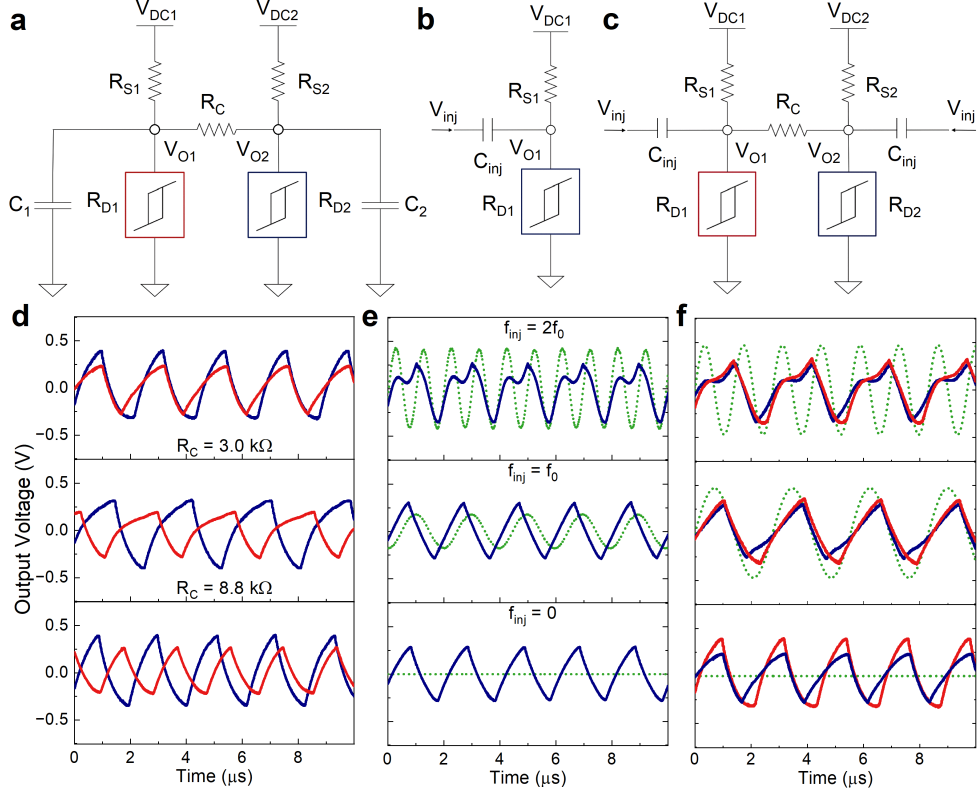 a
V_DC1
V_DC2
R_S1
R_C
R_S2
V_O1
V_O2
C_1
R_D1
R_D2
C_2
b
V_DC1
R_S1
V_inj
C_inj
V_O1
R_D1
c
V_DC1
V_DC2
R_S1
R_S2
V_inj
R_C
V_inj
C_inj
V_O1
V_O2
C_inj
R_D1
R_D2
d
Output Voltage (V)
0.5
0.0
−0.5
R_C = 3.0 kΩ
0.5
0.0
−0.5
R_C = 8.8 kΩ
0.5
0.0
−0.5
0 2 4 6 8
Time (μs)
e
f_inj = 2f_0
f_inj = f_0
f_inj = 0
0 2 4 6 8
Time (μs)
f
0 2 4 6 8
Time (μs)